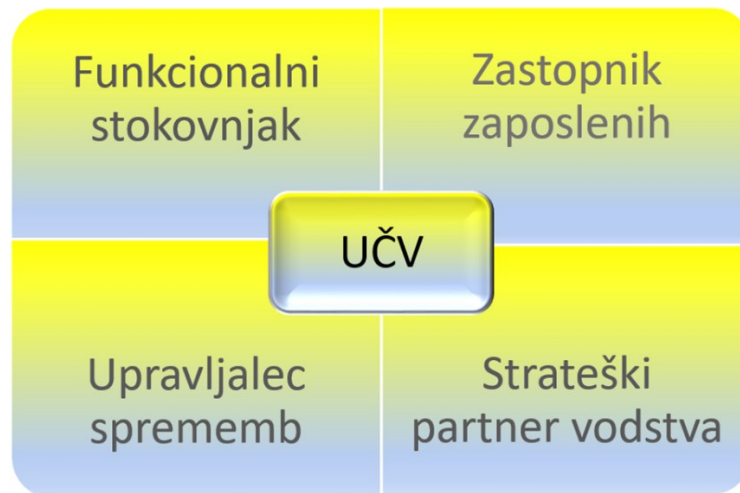 Funkcionalni
stokovnjak
Zastopnik
zaposlenih
UČV
Upravljalec
sprememb
Strateški
partner vodstva